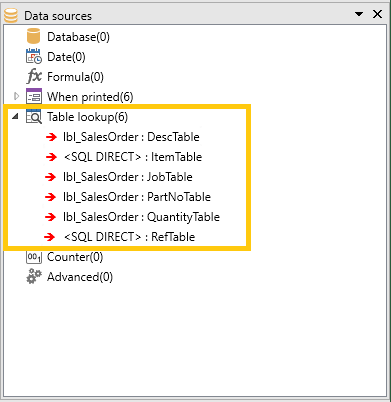 Data sources
Database(0)
Date(0)
Formula(0)
When printed(6)
Table lookup(6)
lbl_SalesOrder : DescTable
<SQL DIRECT> : ItemTable
lbl_SalesOrder : JobTable
lbl_SalesOrder : PartNoTable
lbl_SalesOrder : QuantityTable
<SQL DIRECT> : RefTable
Counter(0)
Advanced(0)